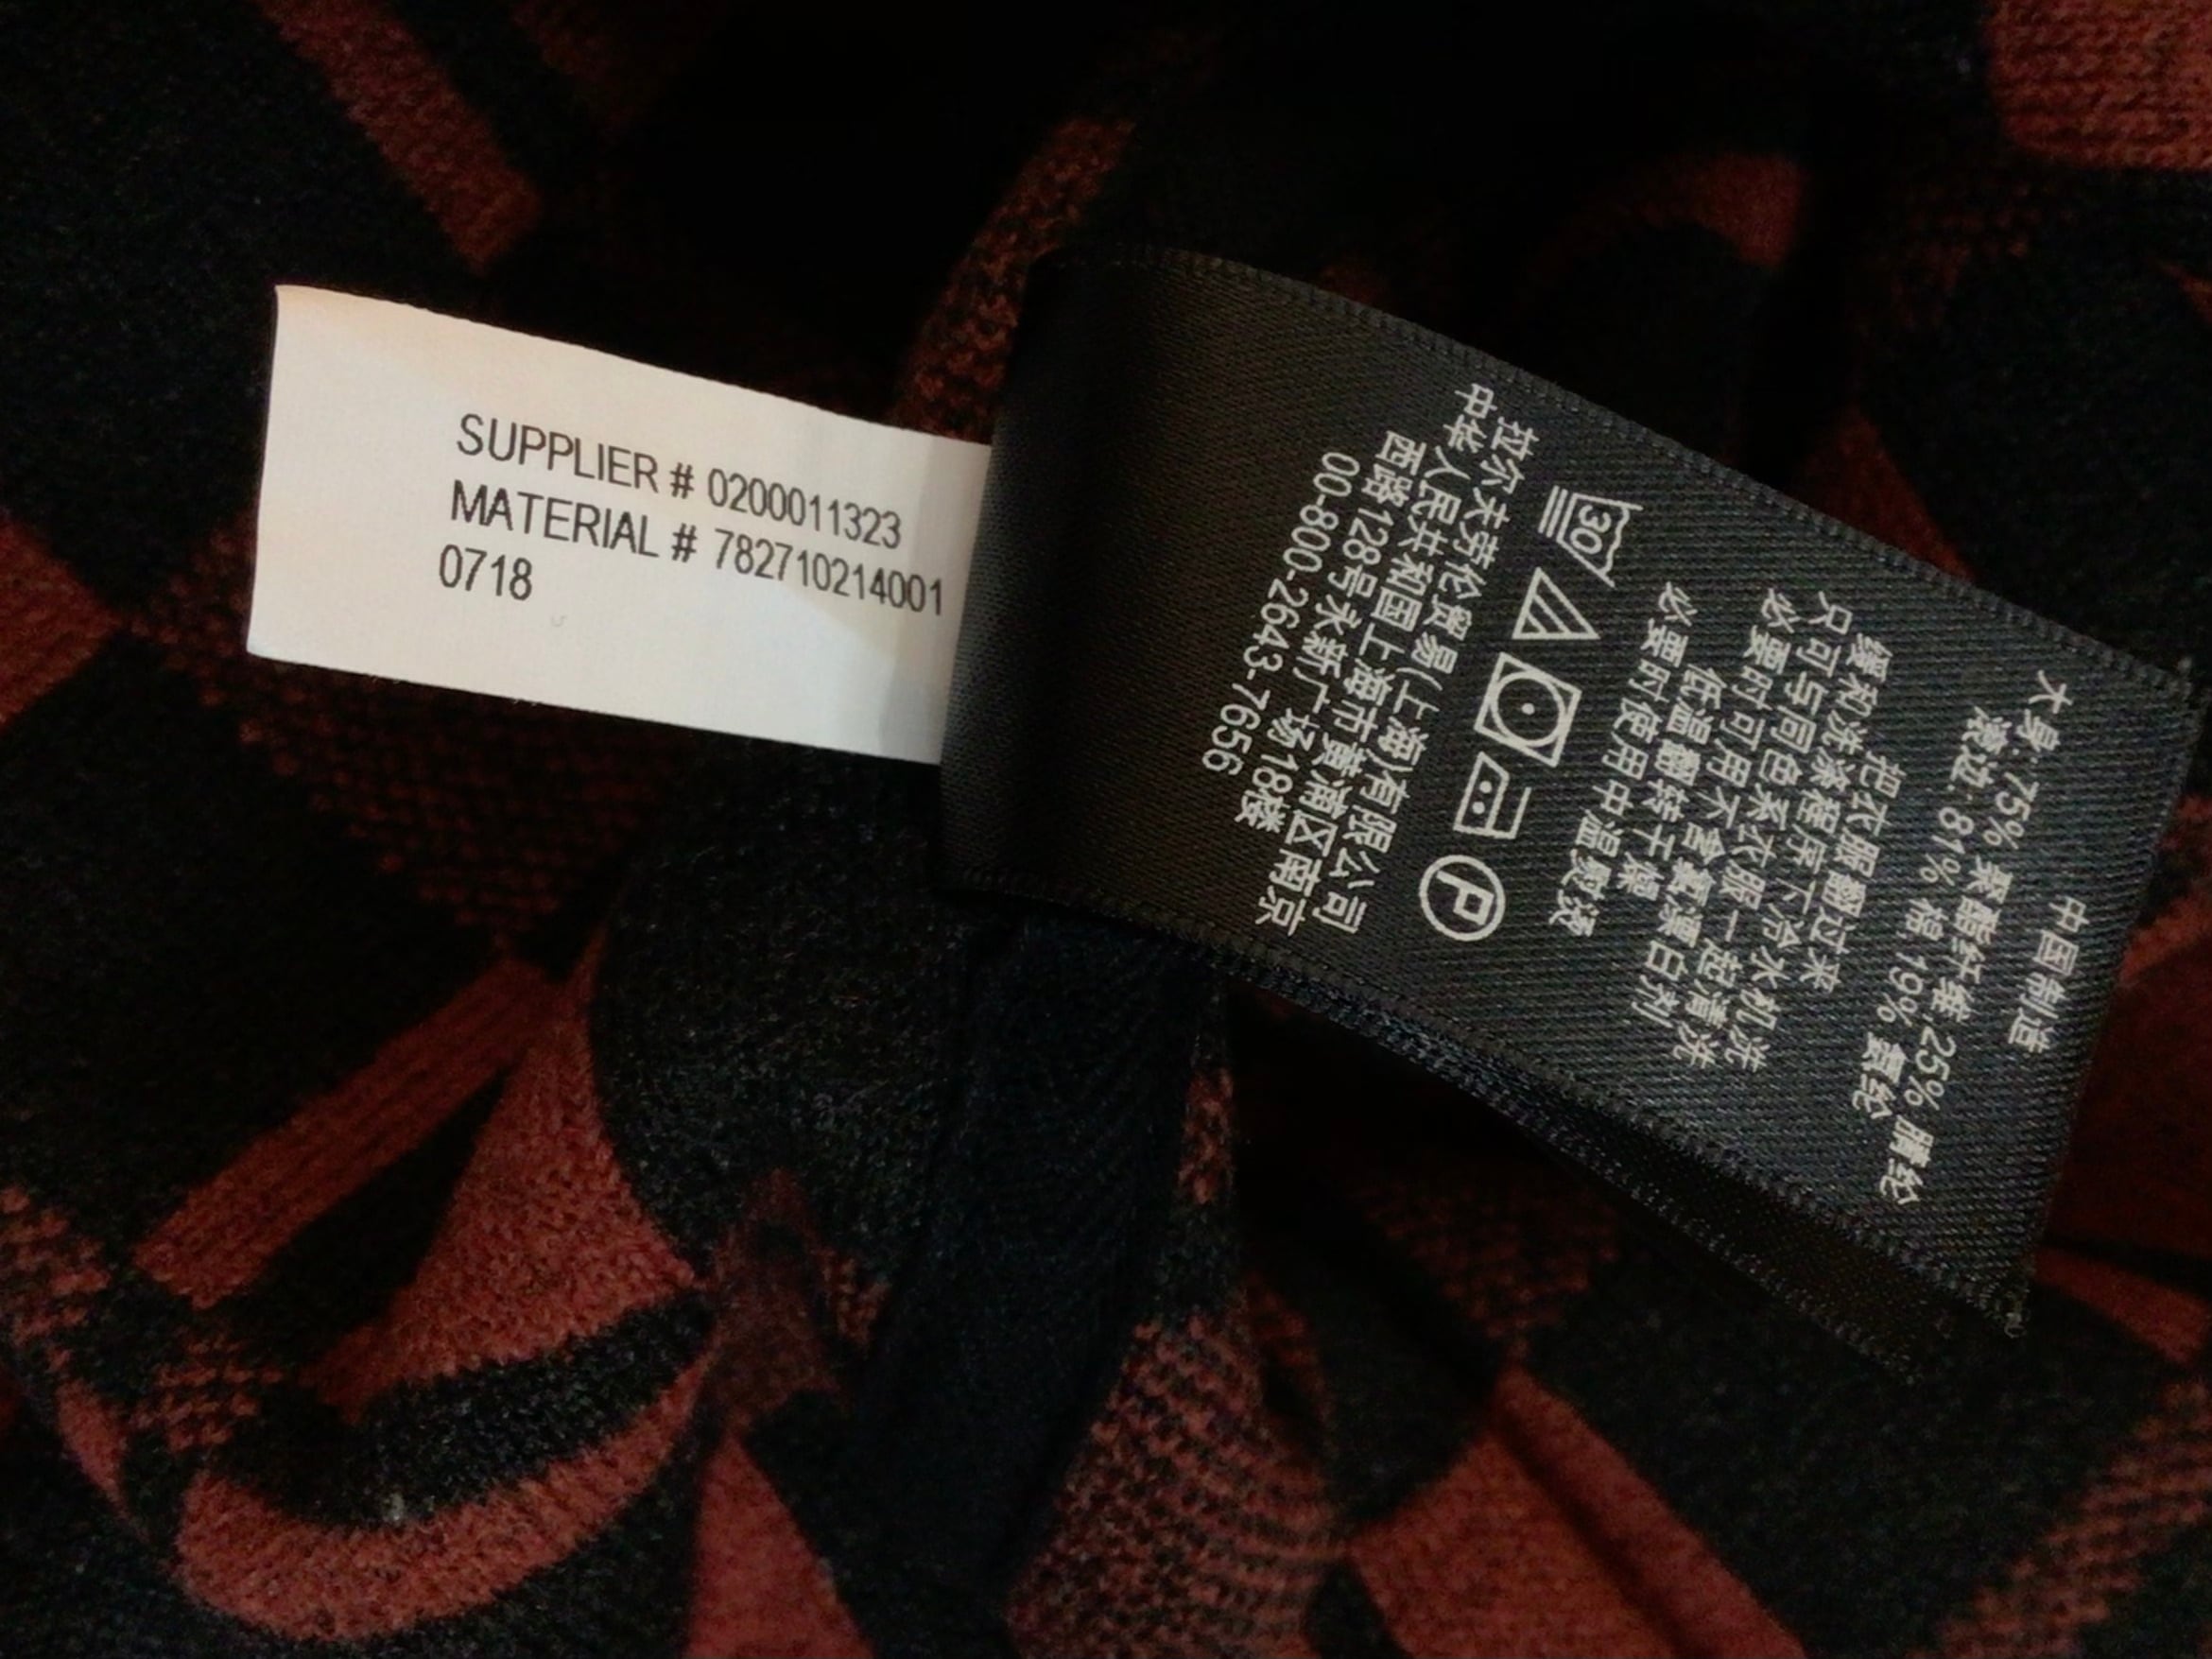 SUPPLIER # 0200011323
MATERIAL # 782710214001
0718
中国制造
大身: 75% 聚酯纤维 25% 腈纶
滚边: 81% 棉 19% 氨纶
把衣服翻过来
缓和洗涤程序下冷水机洗
只可与同色系衣服一起清洗
必要时可用不含氯漂白剂
低温翻转干燥
必要时使用中温熨烫
30
P
拉尔夫劳伦贸易(上海)有限公司
中华人民共和国上海市黄浦区南京
西路128号永新广场18楼
00-800-2643-7656